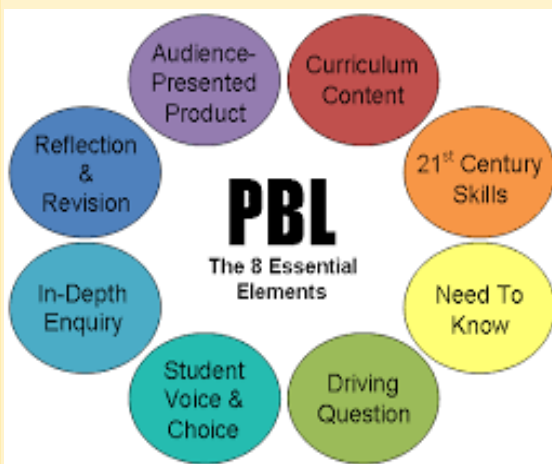 PBL
The 8 Essential
Elements
Curriculum
Content
21st Century
Skills
Need To
Know
Driving
Question
Student
Voice &
Choice
In-Depth
Enquiry
Reflection
&
Revision
Audience-
Presented
Product